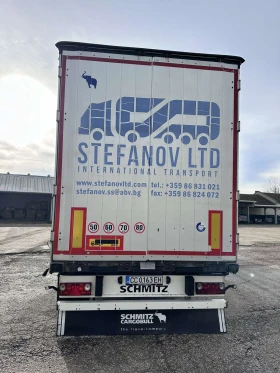 STEFANOV LTD
INTERNATIONAL TRANSPORT
www.stefanovltd.com tel.: +359 86 831 021
stefanov.ss@abv.bg fax: +359 86 824 072
50 60 70 80
SCHMITZ
SCHMITZ
CARGOBULL